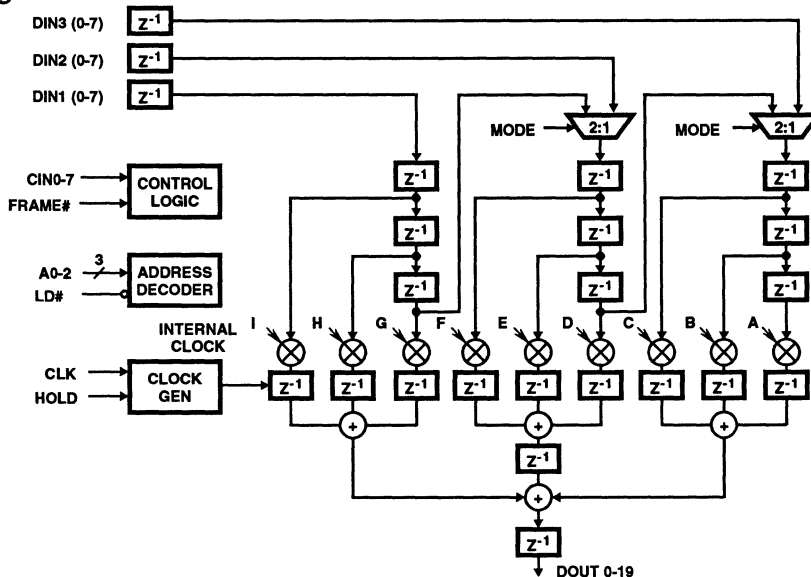 DIN3 (0-7)
Z-1
DIN2 (0-7)
Z-1
DIN1 (0-7)
Z-1
MODE
2:1
MODE
2:1
Z-1
Z-1
Z-1
CIN0-7
FRAME#
CONTROL
LOGIC
Z-1
Z-1
Z-1
A0-2
3
LD#
ADDRESS
DECODER
Z-1
Z-1
Z-1
INTERNAL
CLOCK
I
H
G
F
E
D
C
B
A
CLK
HOLD
CLOCK
GEN
Z-1
Z-1
Z-1
Z-1
Z-1
Z-1
Z-1
Z-1
Z-1
+
+
+
Z-1
+
Z-1
DOUT 0-19